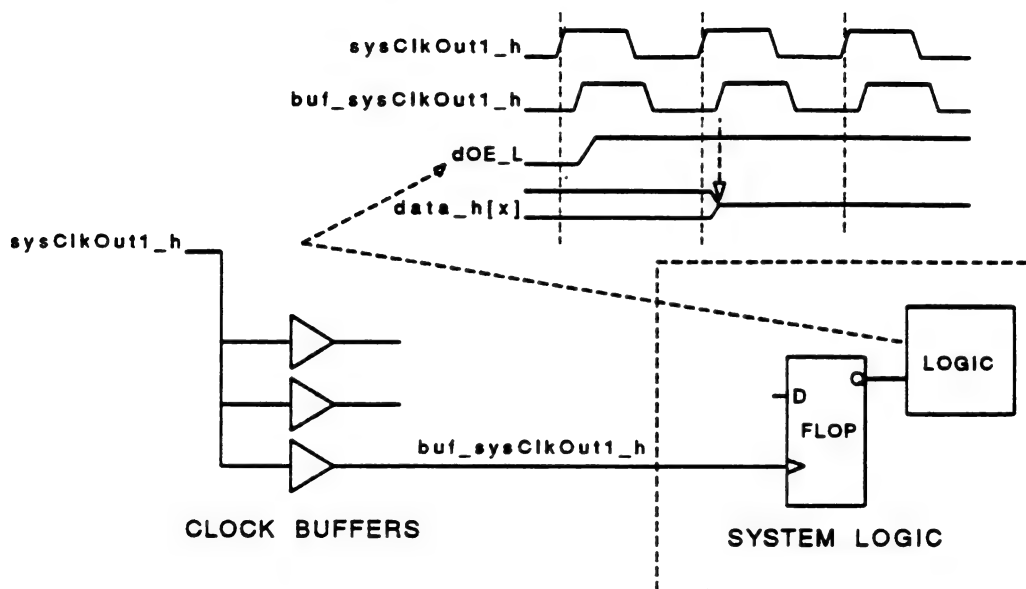 sysClkOut1_h
buf_sysClkOut1_h
dOE_L
data_h[x]
sysClkOut1_h
LOGIC
D
FLOP
buf_sysClkOut1_h
CLOCK BUFFERS
SYSTEM LOGIC